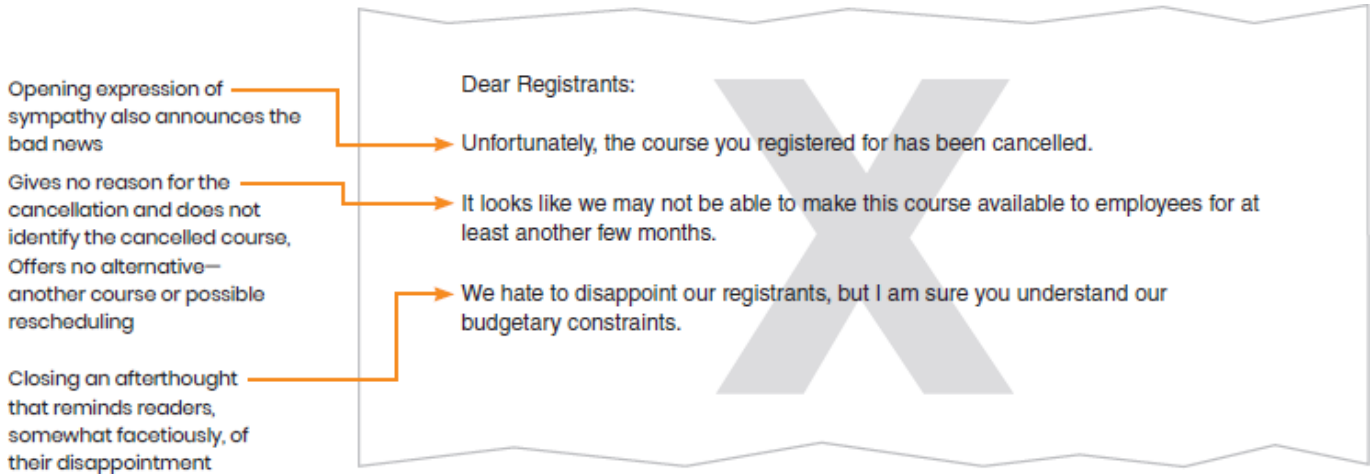 Opening expression of
sympathy also announces the
bad news
Gives no reason for the
cancellation and does not
identify the cancelled course,
Offers no alternative—
another course or possible
rescheduling
Closing an afterthought
that reminds readers,
somewhat facetiously, of
their disappointment
Dear Registrants:
Unfortunately, the course you registered for has been cancelled.
It looks like we may not be able to make this course available to employees for at
least another few months.
We hate to disappoint our registrants, but I am sure you understand our
budgetary constraints.
X